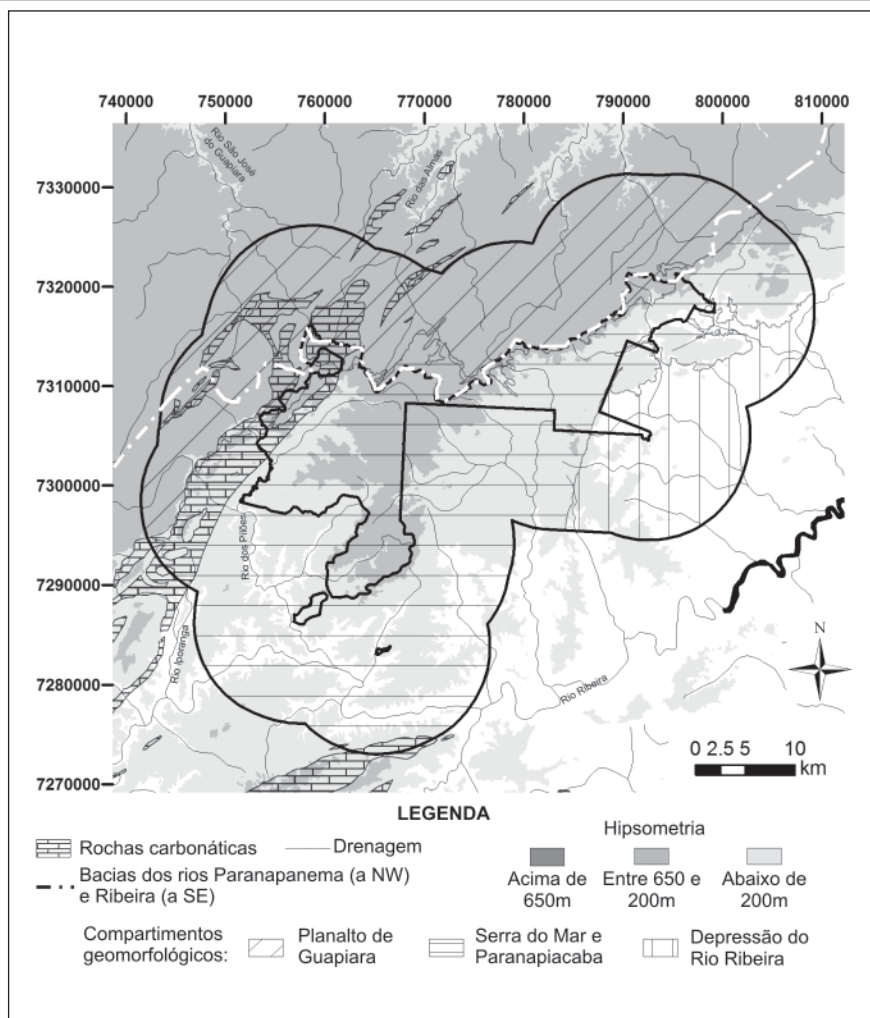 740000 750000 760000 770000 780000 790000 800000 810000
7330000
7320000
7310000
7300000
7290000
7280000
7270000
Rio São José
do Guapiara
Rio das Almas
Rio dos Pilões
Rio Iporanga
Rio Ribeira
N
0 2.5 5 10
km
LEGENDA
Rochas carbonáticas
Drenagem
Bacias dos rios Paranapanema (a NW)
e Ribeira (a SE)
Hipsometria
Acima de
650m
Entre 650 e
200m
Abaixo de
200m
Compartimentos
geomorfológicos:
Planalto de
Guapiara
Serra do Mar e
Paranapiacaba
Depressão do
Rio Ribeira